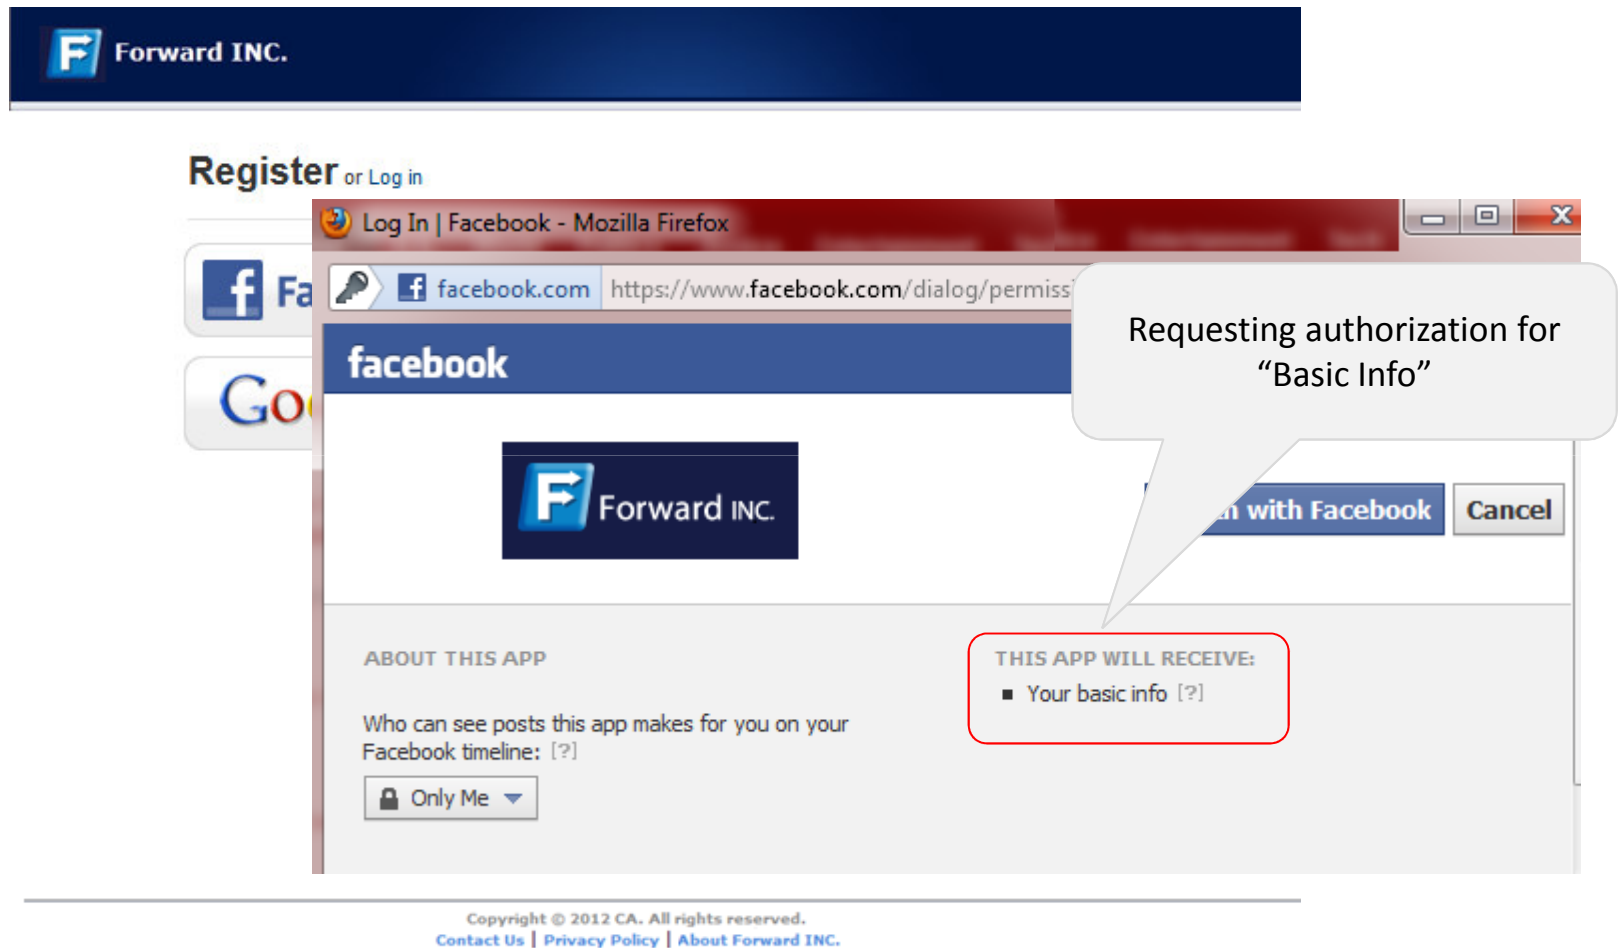 Forward INC.
Register or Log in
Log In | Facebook - Mozilla Firefox
facebook.com https://www.facebook.com/dialog/permiss
Requesting authorization for
“Basic Info”
facebook
Forward INC.
with Facebook Cancel
ABOUT THIS APP
THIS APP WILL RECEIVE:
Your basic info [?]
Who can see posts this app makes for you on your
Facebook timeline: [?]
Only Me
Copyright © 2012 CA. All rights reserved.
Contact Us | Privacy Policy | About Forward INC.